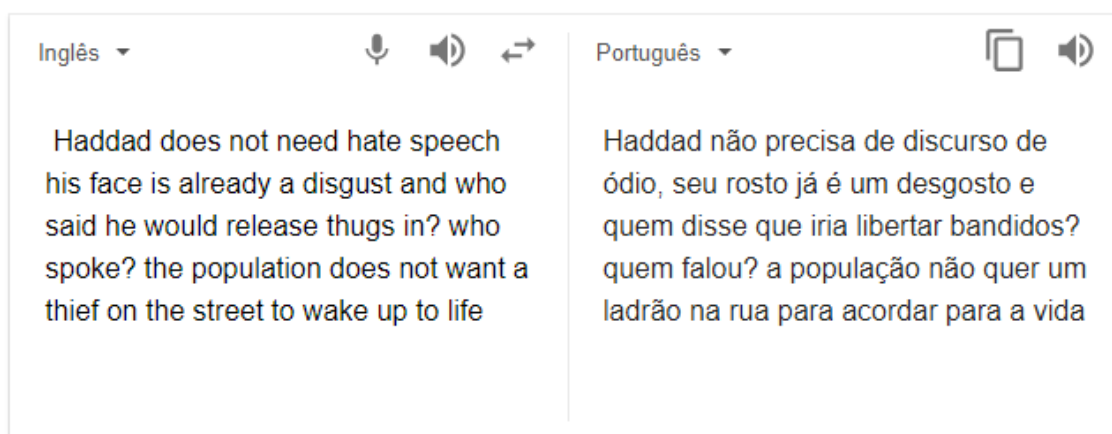 Inglês
Português
Haddad does not need hate speech
his face is already a disgust and who
said he would release thugs in? who
spoke? the population does not want a
thief on the street to wake up to life
Haddad não precisa de discurso de
ódio, seu rosto já é um desgosto e
quem disse que iria libertar bandidos?
quem falou? a população não quer um
ladrão na rua para acordar para a vida